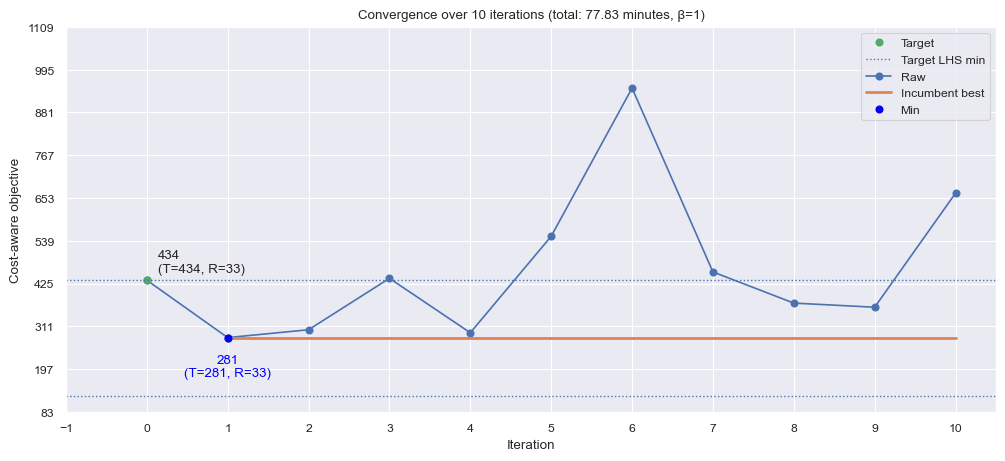 Convergence over 10 iterations (total: 77.83 minutes, β=1)
1109
995
881
767
653
539
425
311
197
83
Cost-aware objective
Target
Target LHS min
Raw
Incumbent best
Min
434
(T=434, R=33)
281
(T=281, R=33)
−1
0
1
2
3
4
5
6
7
8
9
10
Iteration